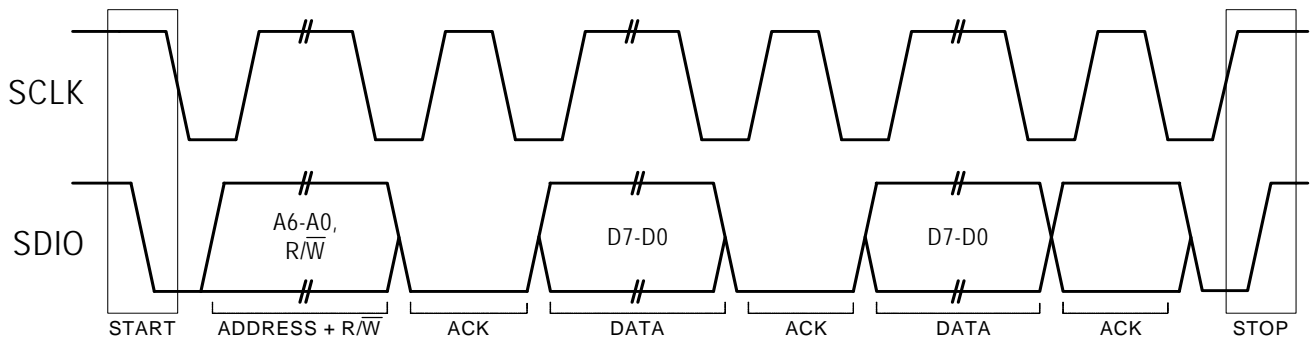 SCLK
SDIO
A6-A0,
R/W̅
D7-D0
D7-D0
START
ADDRESS + R/W̅
ACK
DATA
ACK
DATA
ACK
STOP